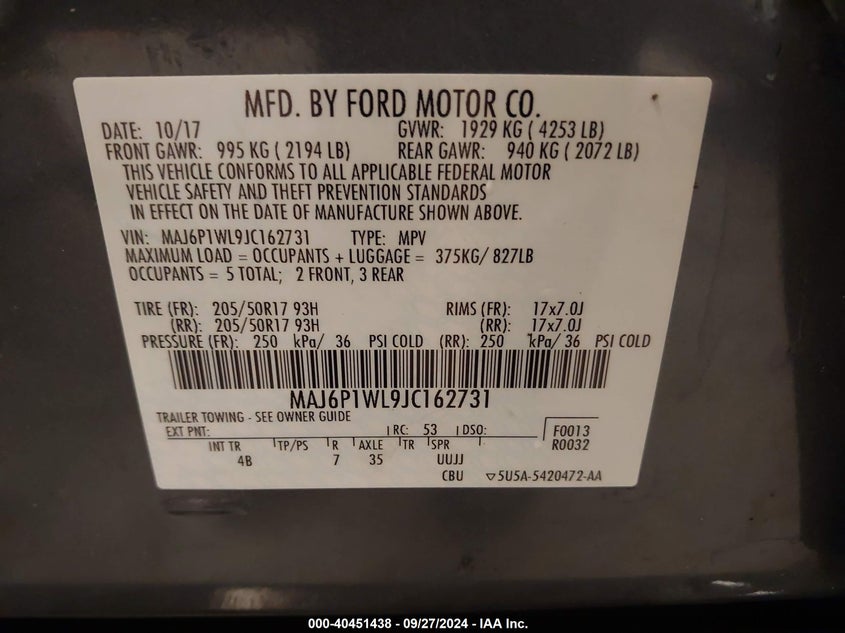 MFD. BY FORD MOTOR CO.
DATE: 10/17 GVWR: 1929 KG ( 4253 LB)
FRONT GAWR: 995 KG ( 2194 LB) REAR GAWR: 940 KG ( 2072 LB)
THIS VEHICLE CONFORMS TO ALL APPLICABLE FEDERAL MOTOR
VEHICLE SAFETY AND THEFT PREVENTION STANDARDS
IN EFFECT ON THE DATE OF MANUFACTURE SHOWN ABOVE.
VIN: MAJ6P1WL9JC162731 TYPE: MPV
MAXIMUM LOAD = OCCUPANTS + LUGGAGE = 375KG/ 827LB
OCCUPANTS = 5 TOTAL; 2 FRONT, 3 REAR
TIRE (FR): 205/50R17 93H RIMS (FR): 17x7.0J
(RR): 205/50R17 93H (RR): 17x7.0J
PRESSURE (FR): 250 kPa/ 36 PSI COLD (RR): 250 kPa/ 36 PSI COLD
MAJ6P1WL9JC162731
TRAILER TOWING - SEE OWNER GUIDE
EXT PNT: RC: 53 DSO: F0013
R0032
INT TR TP/PS R AXLE TR SPR
4B 7 35 UUJJ
CBU ▽5U5A-5420472-AA
000-40451438 - 09/27/2024 - IAA Inc.